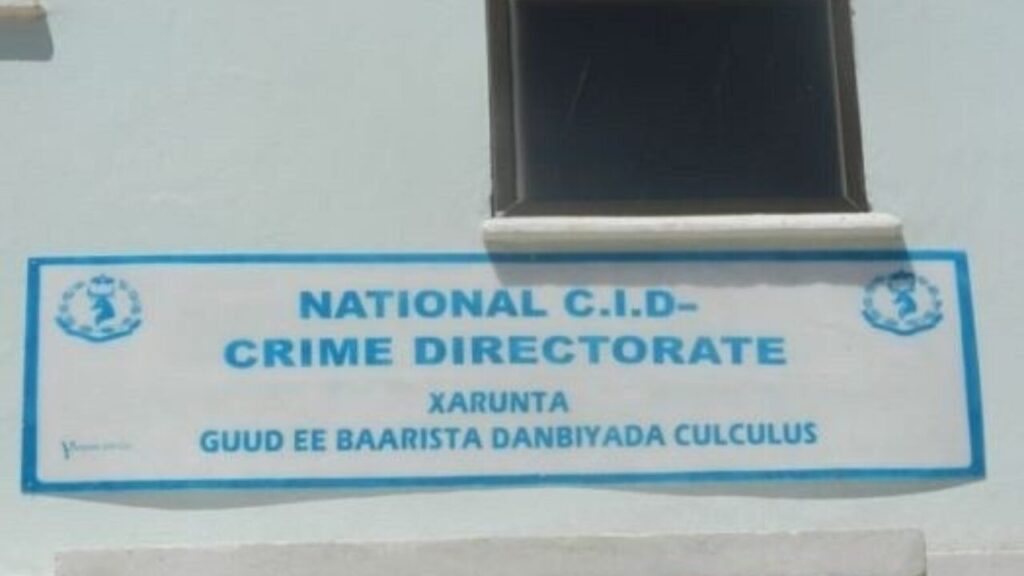 NATIONAL C.I.D–
CRIME DIRECTORATE
XARUNTA
GUUD EE BAARISTA DANBIYADA CULCULUS